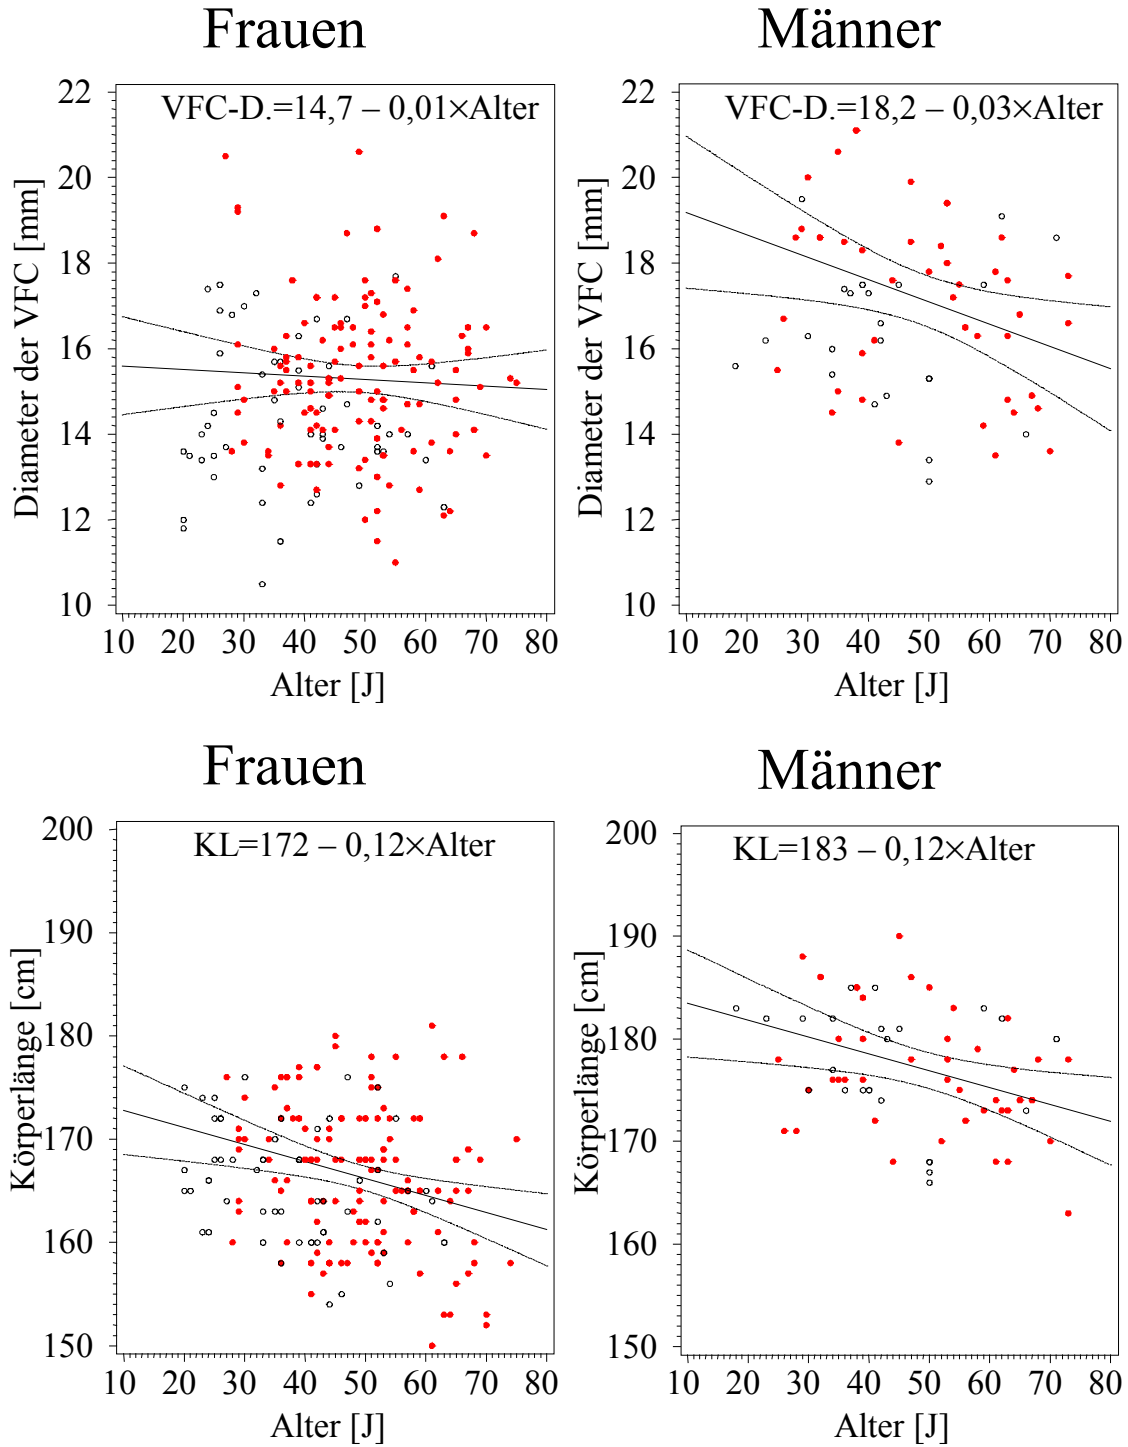 Frauen
Männer
VFC-D.=14,7 – 0,01×Alter
VFC-D.=18,2 – 0,03×Alter
Diameter der VFC [mm]
22
20
18
16
14
12
10
10 20 30 40 50 60 70 80
Alter [J]
Diameter der VFC [mm]
22
20
18
16
14
12
10
10 20 30 40 50 60 70 80
Alter [J]
Frauen
Männer
KL=172 – 0,12×Alter
KL=183 – 0,12×Alter
Körperlänge [cm]
200
190
180
170
160
150
10 20 30 40 50 60 70 80
Alter [J]
Körperlänge [cm]
200
190
180
170
160
150
10 20 30 40 50 60 70 80
Alter [J]